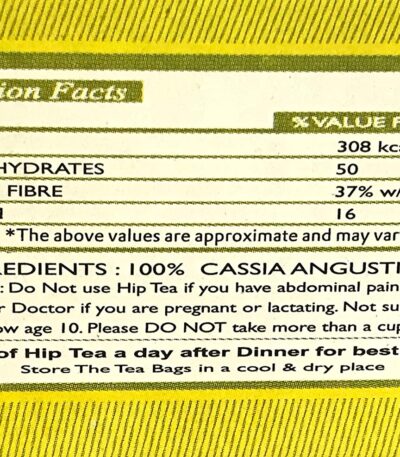 ion Facts
% VALUE F
308 kc
HYDRATES 50
FIBRE 37% w/
16
*The above values are approximate and may var
REDIENTS : 100% CASSIA ANGUSTI
: Do Not use Hip Tea if you have abdominal pain
r Doctor if you are pregnant or lactating. Not su
ow age 10. Please DO NOT take more than a cup
of Hip Tea a day after Dinner for best
Store The Tea Bags in a cool & dry place